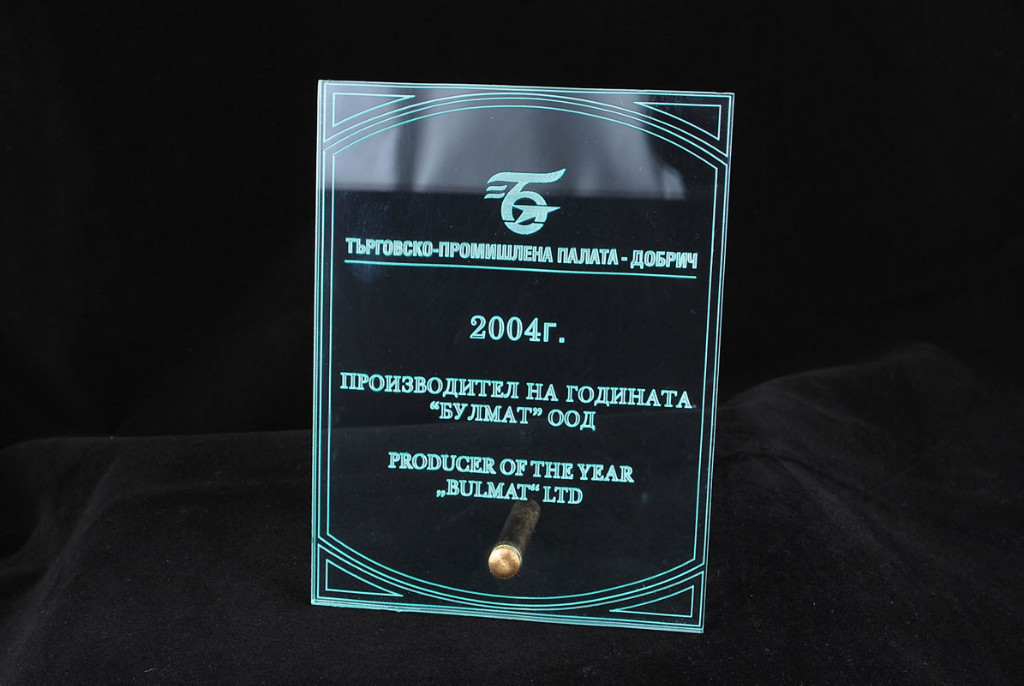 ТЪРГОВСКО-ПРОМИШЛЕНА ПАЛАТА - ДОБРИЧ
2004г.
ПРОИЗВОДИТЕЛ НА ГОДИНАТА
“БУЛМАТ” ООД
PRODUCER OF THE YEAR
„BULMAT“ LTD